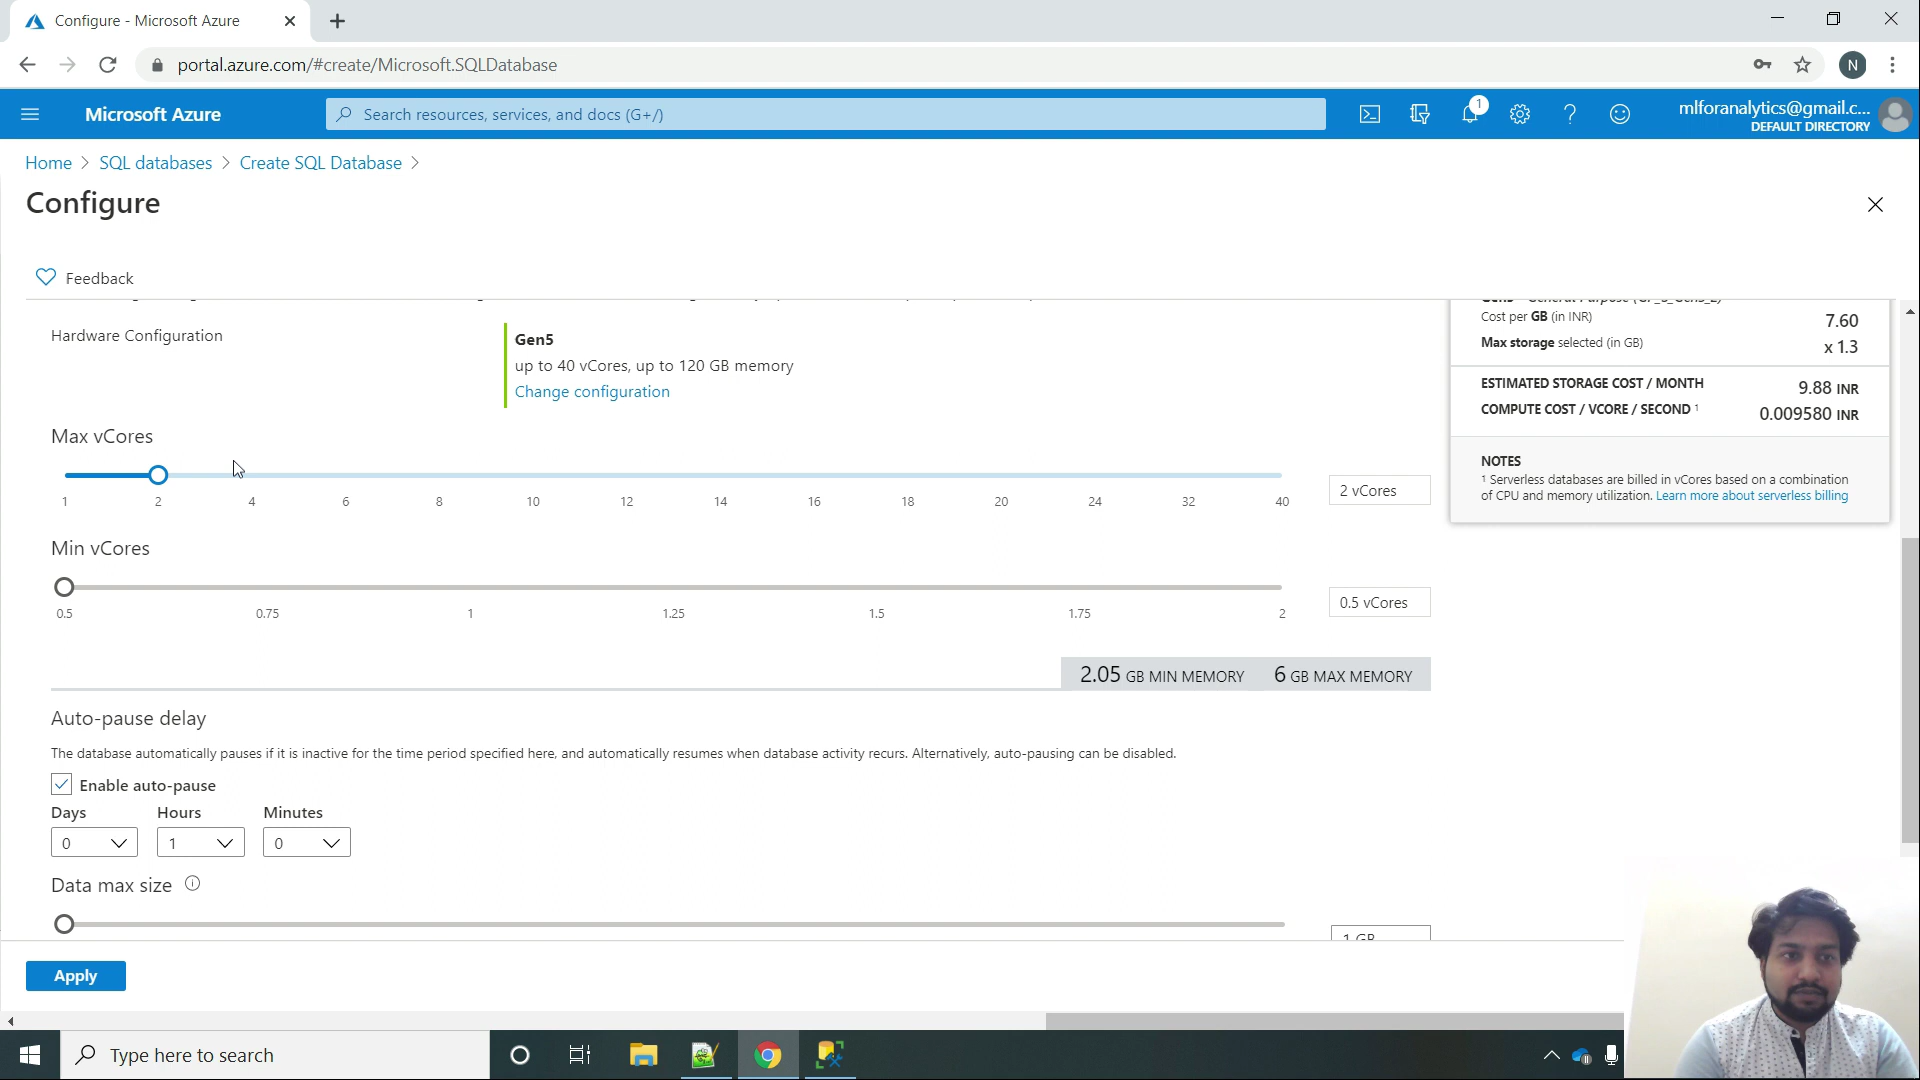 Configure - Microsoft Azure
portal.azure.com/#create/Microsoft.SQLDatabase
N
Microsoft Azure
Search resources, services, and docs (G+/)
1
mlforanalytics@gmail.c...
DEFAULT DIRECTORY
Home > SQL databases > Create SQL Database >
Configure
Feedback
Hardware Configuration
Gen5
up to 40 vCores, up to 120 GB memory
Change configuration
Gen5 - General Purpose (GP_S_Gen5_2)
Cost per GB (in INR) 7.60
Max storage selected (in GB) x 1.3
ESTIMATED STORAGE COST / MONTH 9.88 INR
COMPUTE COST / VCORE / SECOND 1 0.009580 INR
NOTES
1 Serverless databases are billed in vCores based on a combination
of CPU and memory utilization. Learn more about serverless billing
Max vCores
1 2 4 6 8 10 12 14 16 18 20 24 32 40
2 vCores
Min vCores
0.5 0.75 1 1.25 1.5 1.75 2
0.5 vCores
2.05 GB MIN MEMORY 6 GB MAX MEMORY
Auto-pause delay
The database automatically pauses if it is inactive for the time period specified here, and automatically resumes when database activity recurs. Alternatively, auto-pausing can be disabled.
Enable auto-pause
Days Hours Minutes
0 1 0
Data max size
1 GB
Apply
Type here to search